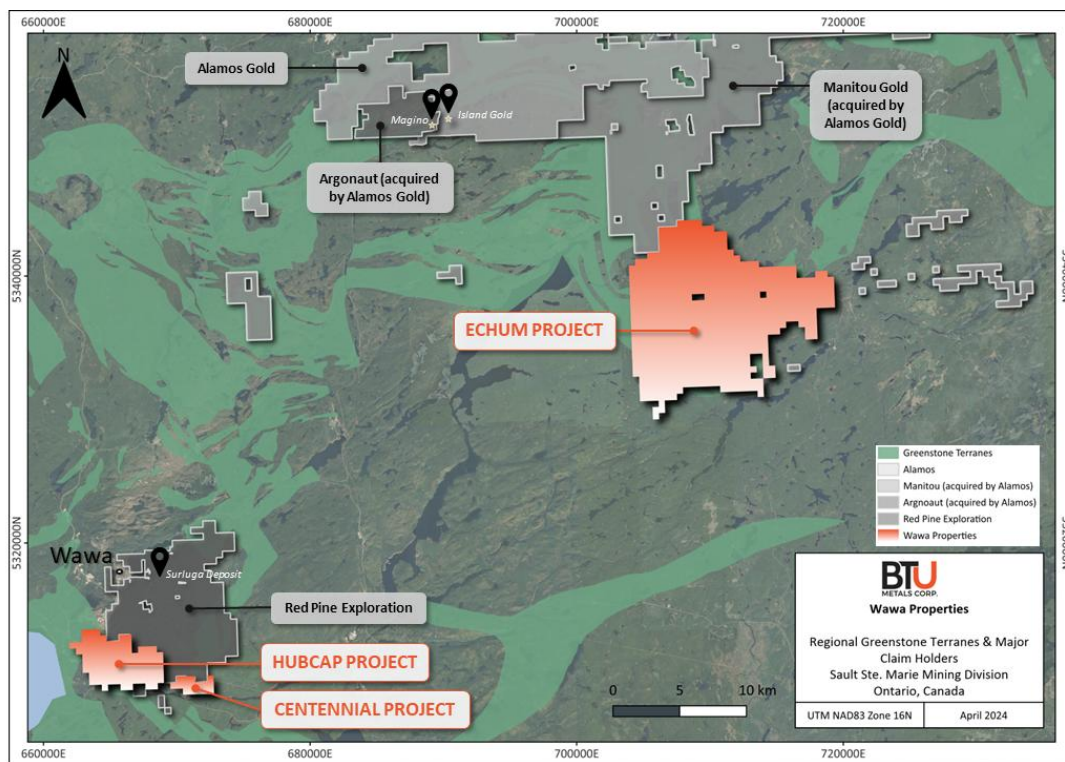 660000E
680000E
700000E
720000E
N
Alamos Gold
Magino
Island Gold
Manitou Gold
(acquired by
Alamos Gold)
Argonaut (acquired
by Alamos Gold)
5340000N
5340000N
ECHUM PROJECT
Greenstone Terranes
Alamos
Manitou (acquired by Alamos)
Argnoaut (acquired by Alamos)
Red Pine Exploration
Wawa Properties
5320000N
5320000N
Wawa
Surluga Deposit
Red Pine Exploration
HUBCAP PROJECT
CENTENNIAL PROJECT
0 5 10 km
BTU
METALS CORP.
Wawa Properties
Regional Greenstone Terranes & Major
Claim Holders
Sault Ste. Marie Mining Division
Ontario, Canada
UTM NAD83 Zone 16N
April 2024
660000E
680000E
700000E
720000E